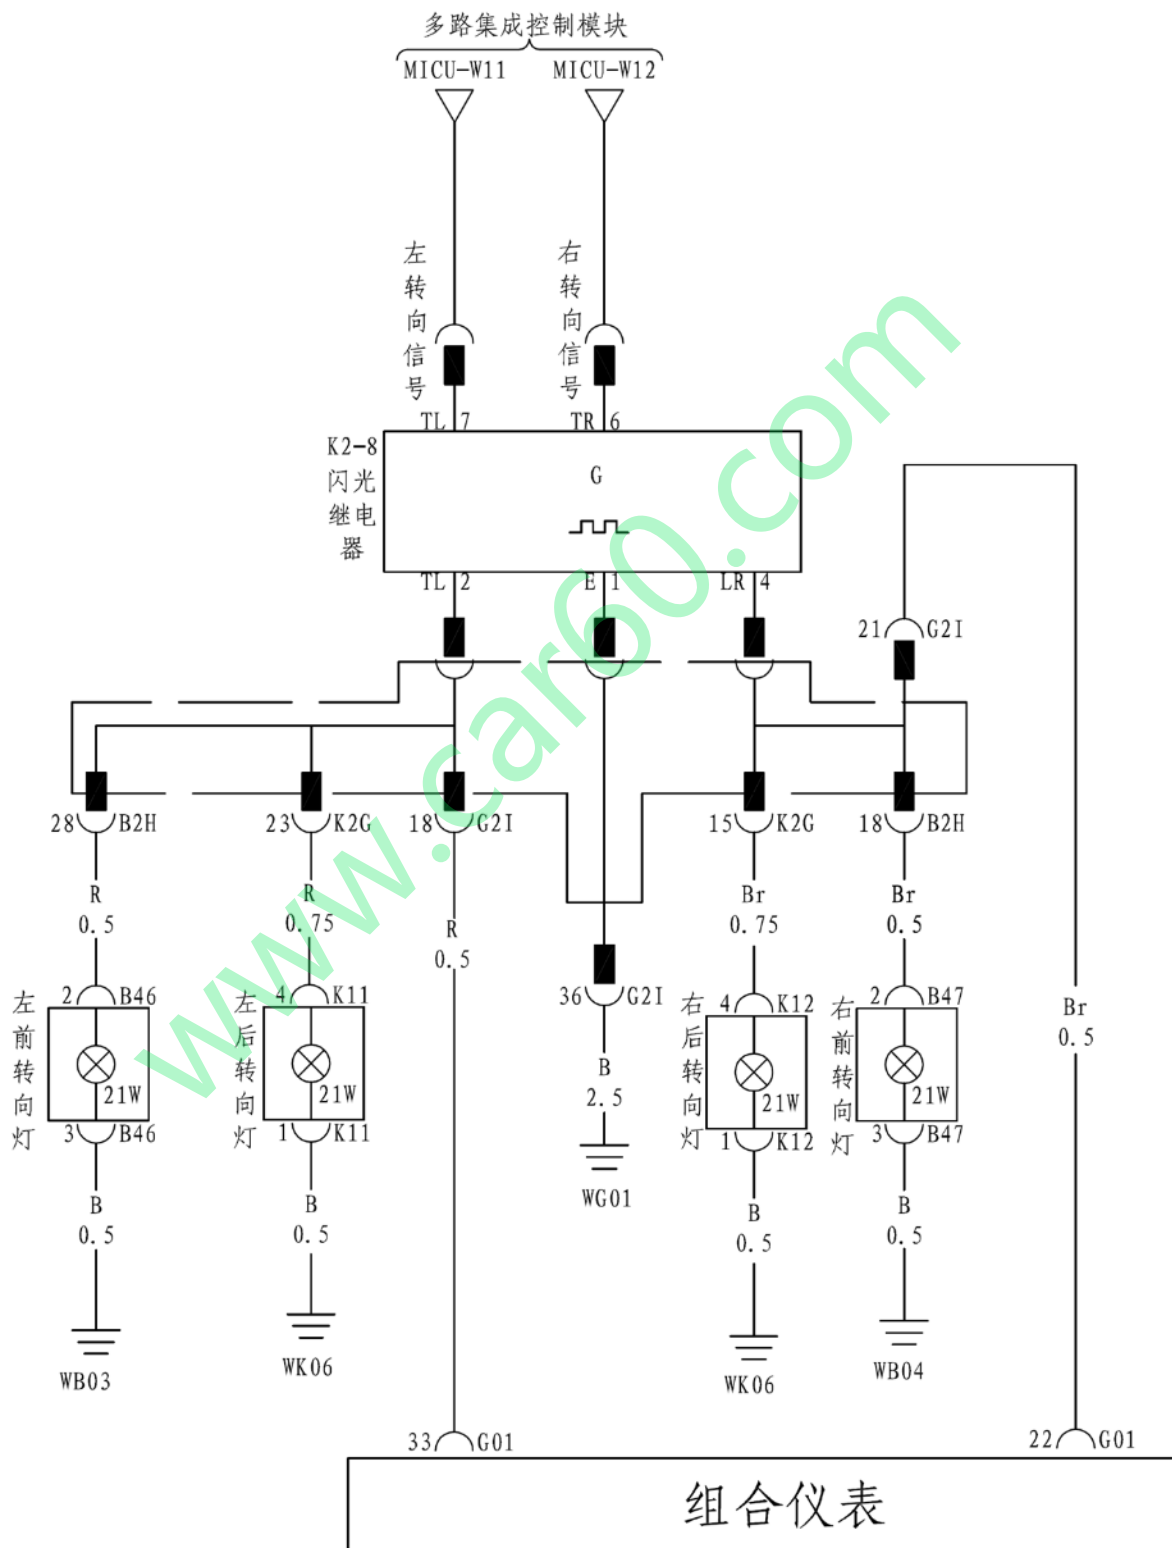 多路集成控制模块
MICU-W11 MICU-W12
左转向信号
右转向信号
TL 7 TR 6
K2-8
闪光
继电
器
G
TL 2 E 1 LR 4
21 G2I
28 B2H 23 K2G 18 G2I 15 K2G 18 B2H
R
0.5
R
0.75
R
0.5
Br
0.75
Br
0.5
36 G2I
Br
0.5
左前转向灯
2 B46
21W
3 B46
左后转向灯
4 K11
21W
1 K11
B
2.5
WG01
右后转向灯
4 K12
21W
1 K12
右前转向灯
2 B47
21W
3 B47
B
0.5
WB03
B
0.5
WK06
B
0.5
WK06
B
0.5
WB04
33 G01
22 G01
组合仪表
www.car60.com